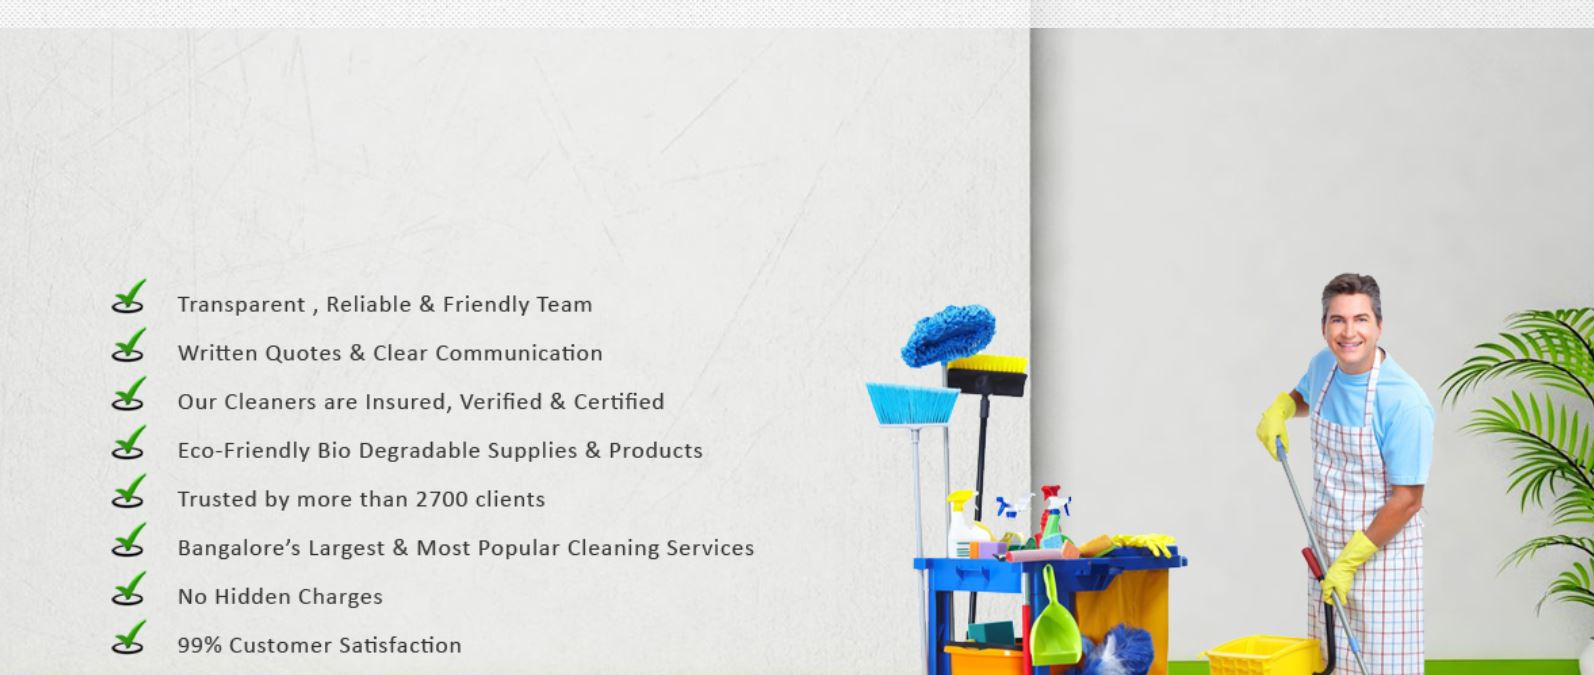 Transparent , Reliable & Friendly Team
Written Quotes & Clear Communication
Our Cleaners are Insured, Verified & Certified
Eco-Friendly Bio Degradable Supplies & Products
Trusted by more than 2700 clients
Bangalore’s Largest & Most Popular Cleaning Services
No Hidden Charges
99% Customer Satisfaction